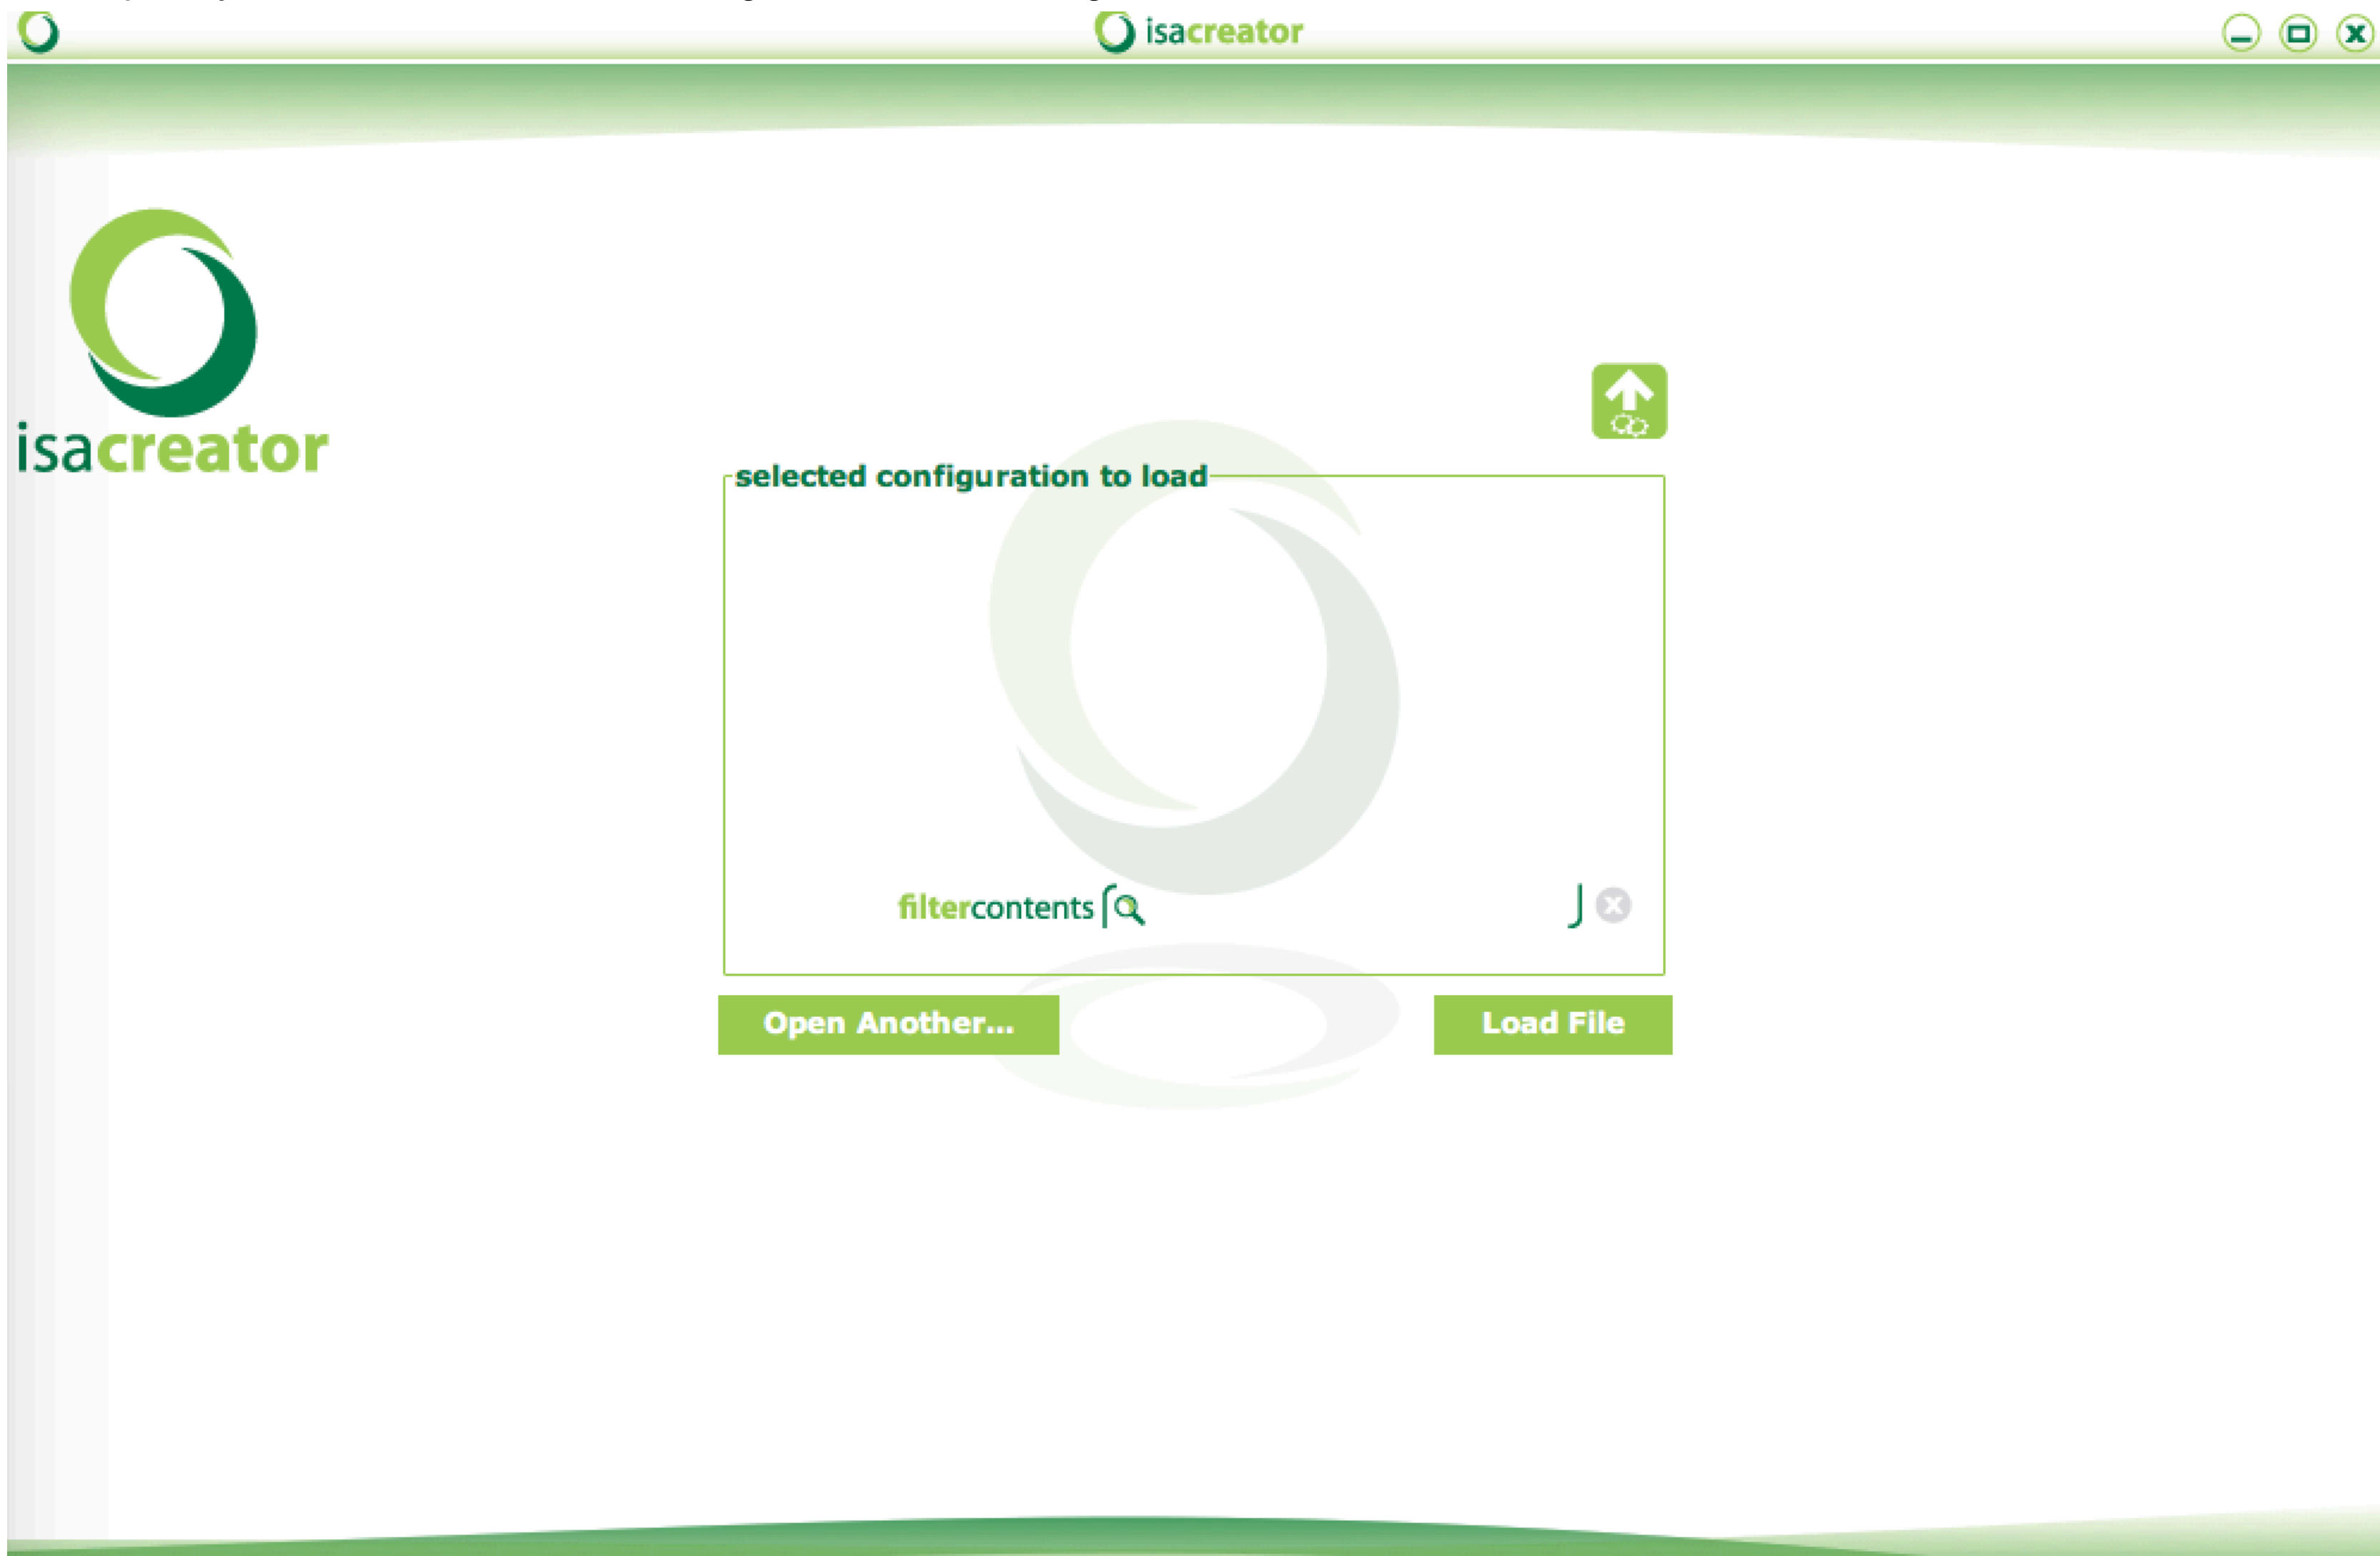 isacreator
isacreator
selected configuration to load
filtercontents
Open Another...
Load File